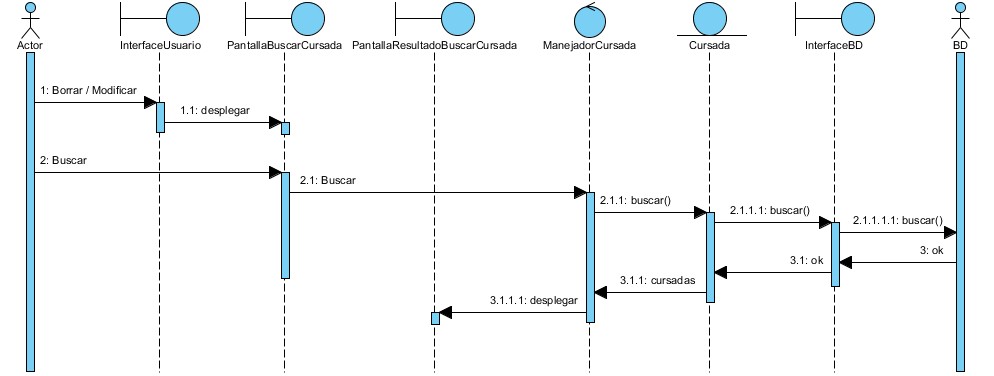 Actor
InterfaceUsuario
PantallaBuscarCursada
PantallaResultadoBuscarCursada
ManejadorCursada
Cursada
InterfaceBD
BD
1: Borrar / Modificar
1.1: desplegar
2: Buscar
2.1: Buscar
2.1.1: buscar()
2.1.1.1: buscar()
2.1.1.1.1: buscar()
3: ok
3.1: ok
3.1.1: cursadas
3.1.1.1: desplegar